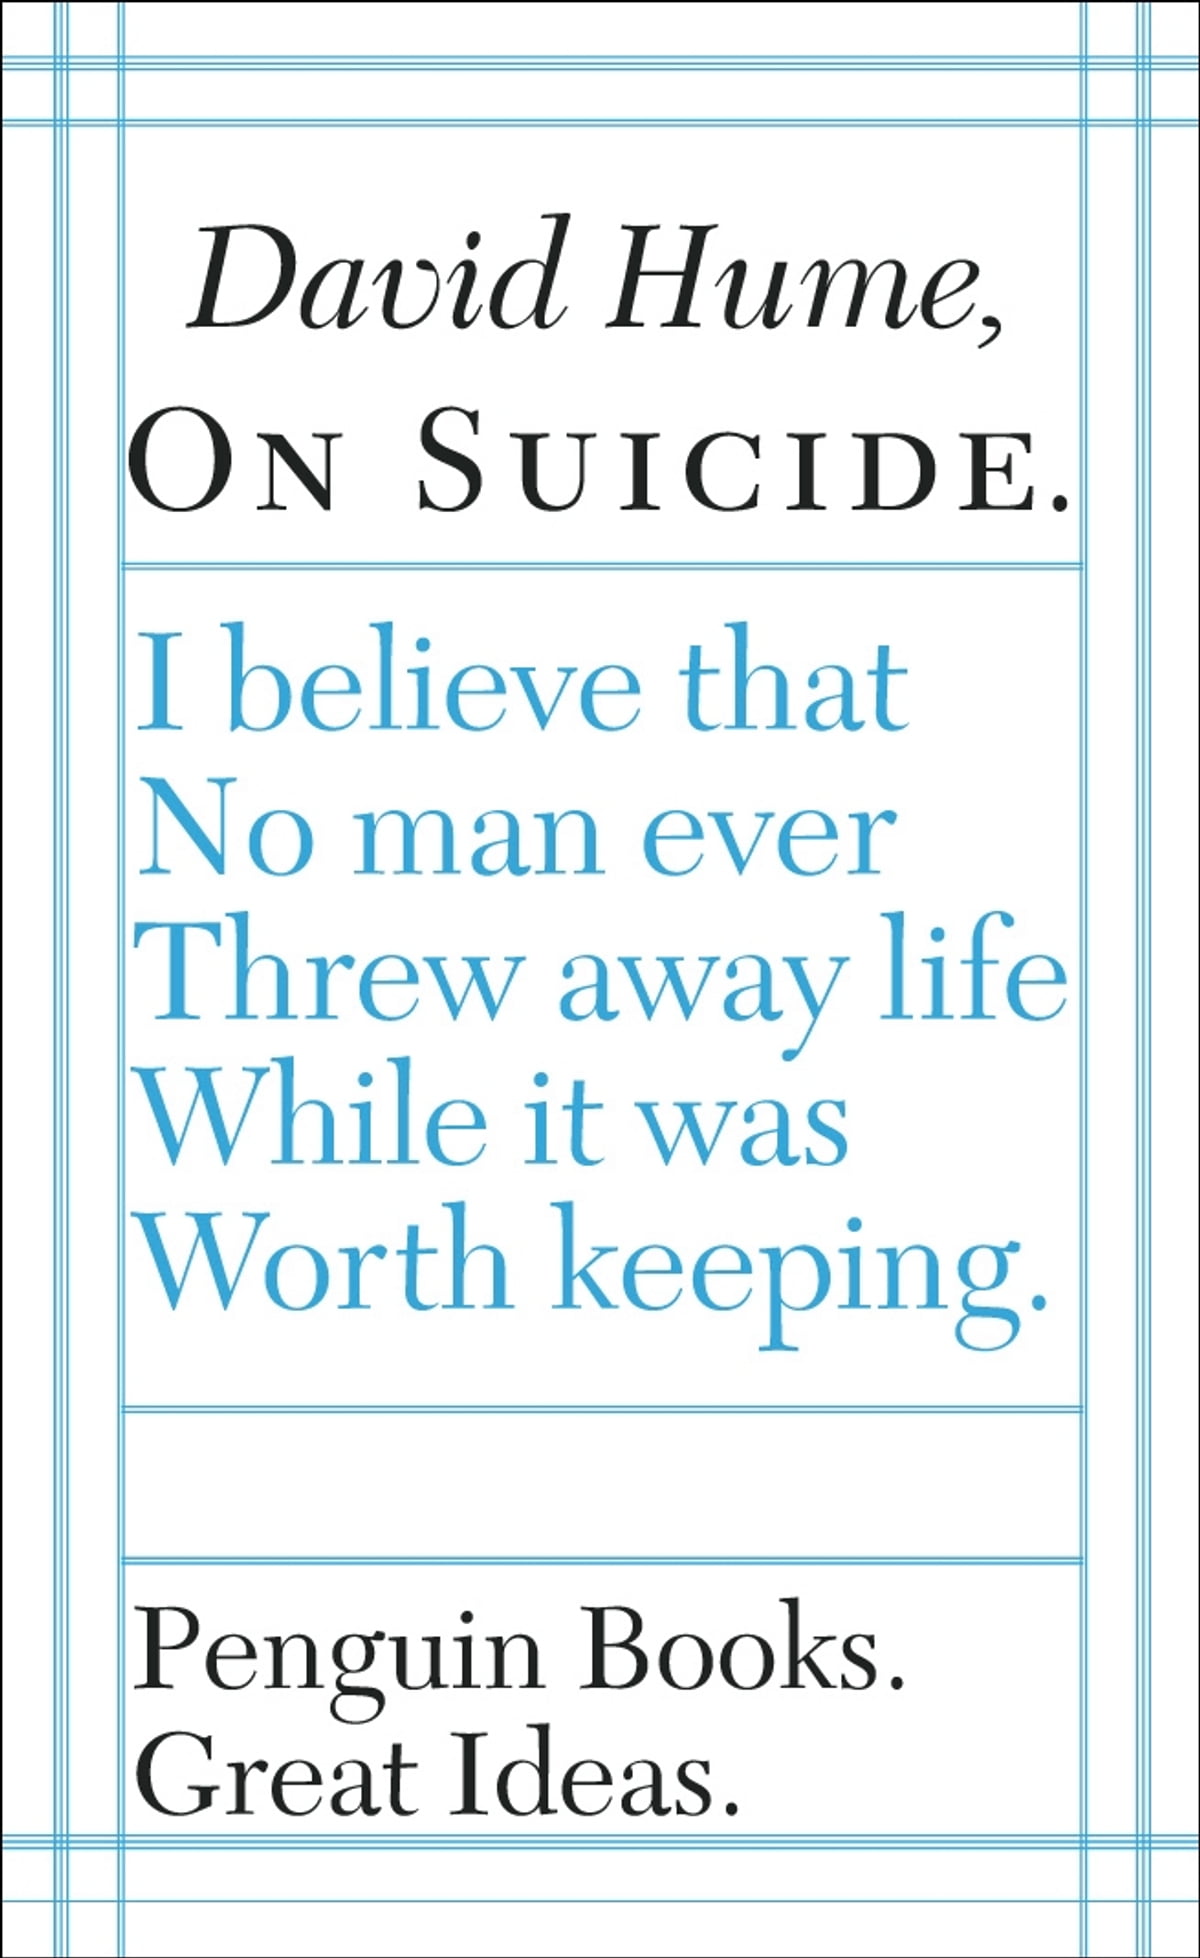 David Hume,
On Suicide.
I believe that
No man ever
Threw away life
While it was
Worth keeping.
Penguin Books.
Great Ideas.